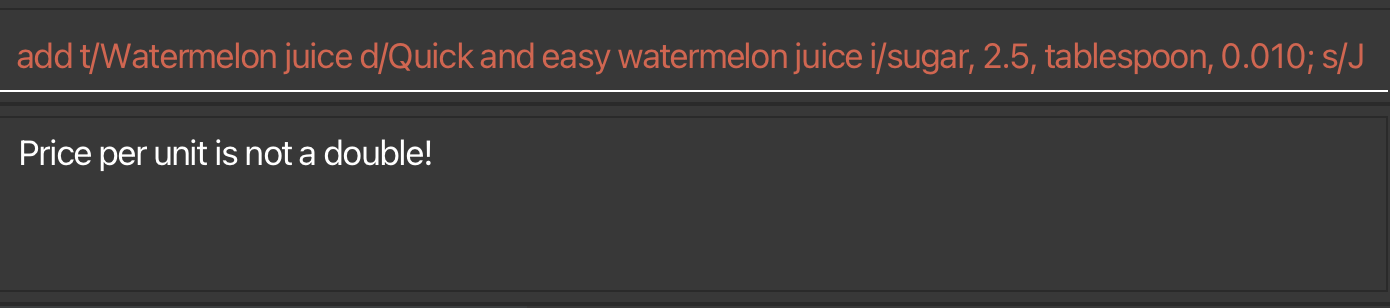 add t/Watermelon juice d/Quick and easy watermelon juice i/sugar, 2.5, tablespoon, 0.010; s/J
Price per unit is not a double!